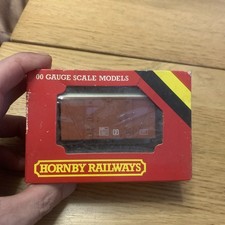 00 GAUGE SCALE MODELS
HORNBY RAILWAYS